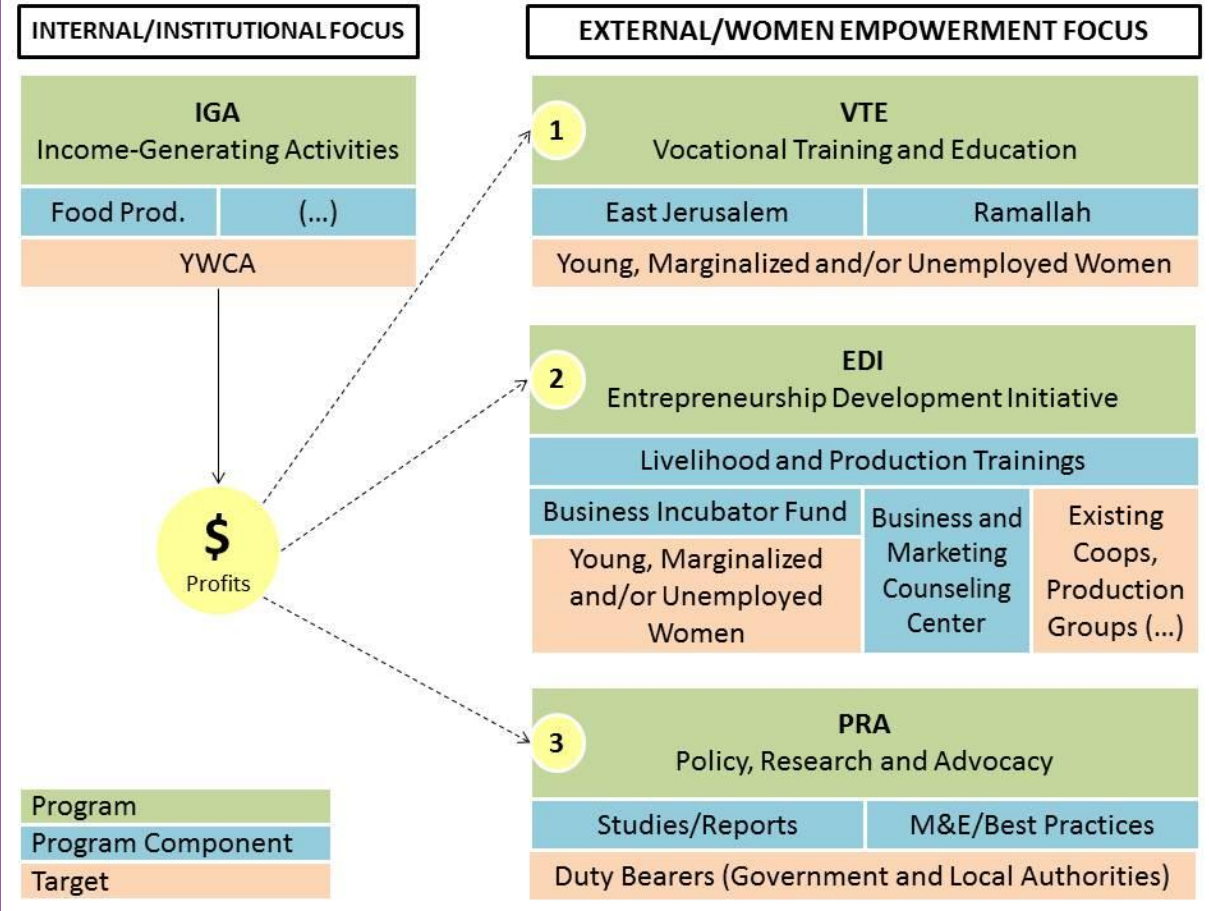 INTERNAL/INSTITUTIONAL FOCUS
IGA
Income-Generating Activities
Food Prod.
(...)
YWCA
$
Profits
Program
Program Component
Target
EXTERNAL/WOMEN EMPOWERMENT FOCUS
1
VTE
Vocational Training and Education
East Jerusalem
Ramallah
Young, Marginalized and/or Unemployed Women
2
EDI
Entrepreneurship Development Initiative
Livelihood and Production Trainings
Business Incubator Fund
Young, Marginalized
and/or Unemployed
Women
Business and
Marketing
Counseling
Center
Existing
Coops,
Production
Groups (...)
3
PRA
Policy, Research and Advocacy
Studies/Reports
M&E/Best Practices
Duty Bearers (Government and Local Authorities)